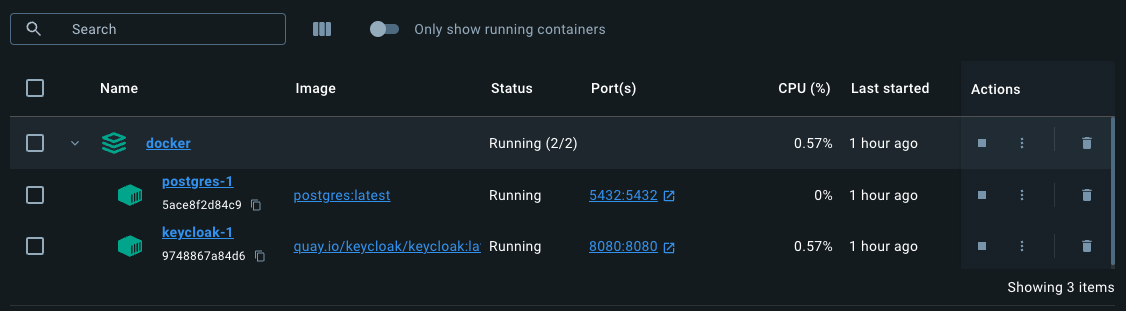 Search
Only show running containers
Name Image Status Port(s) CPU (%) Last started Actions
docker Running (2/2) 0.57% 1 hour ago
postgres-1
5ace8f2d84c9 postgres:latest Running 5432:5432 0% 1 hour ago
keycloak-1
9748867a84d6 quay.io/keycloak/keycloak:la Running 8080:8080 0.57% 1 hour ago
Showing 3 items